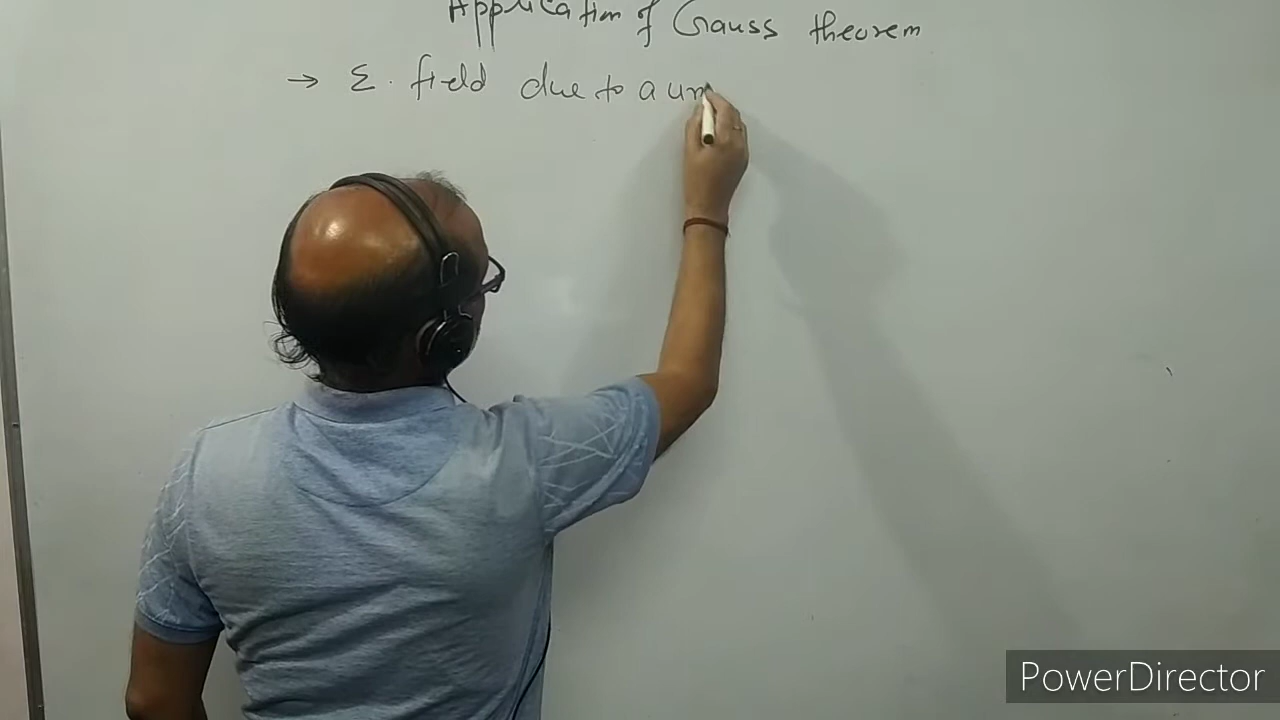 Application of Gauss theorem
→ E. field due to a un
PowerDirector